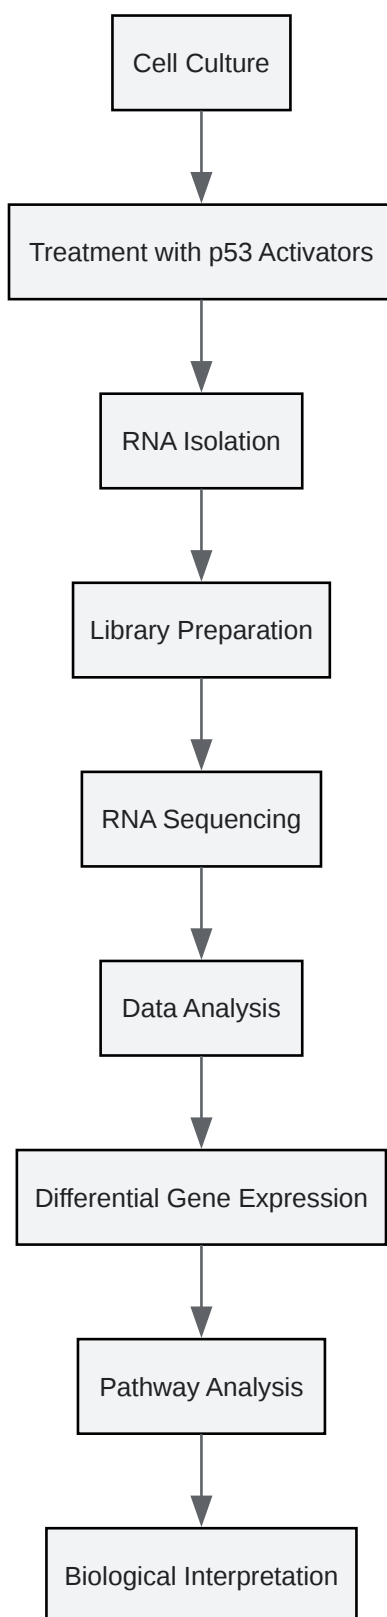 Cell Culture
Treatment with p53 Activators
RNA Isolation
Library Preparation
RNA Sequencing
Data Analysis
Differential Gene Expression
Pathway Analysis
Biological Interpretation